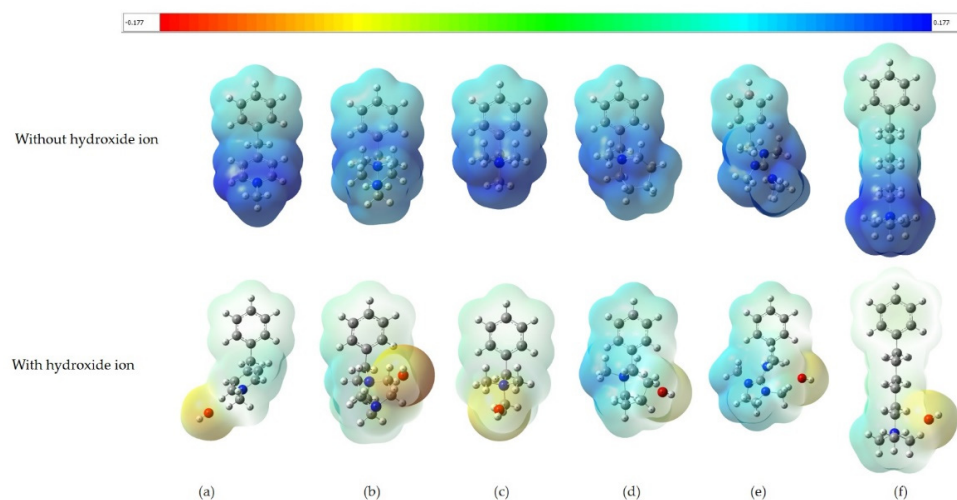 -0.177 0.177
Without hydroxide ion
With hydroxide ion
(a) (b) (c) (d) (e) (f)